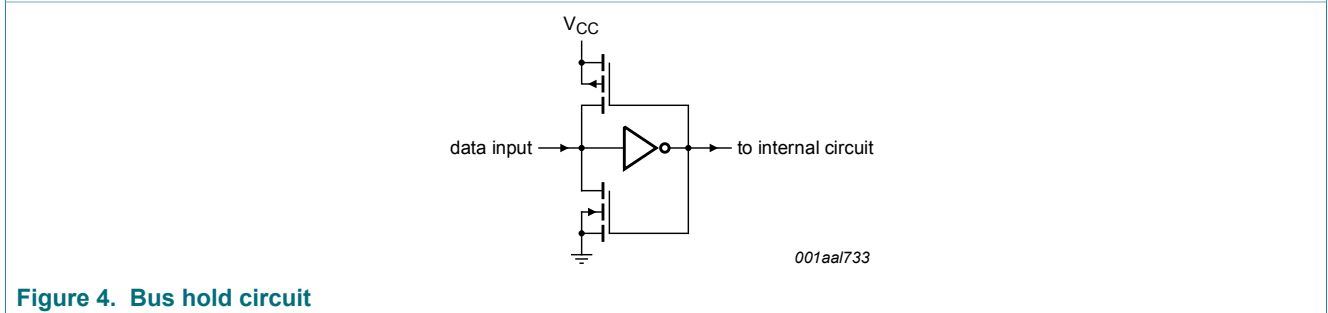 VCC
data input
to internal circuit
001aal733
Figure 4. Bus hold circuit